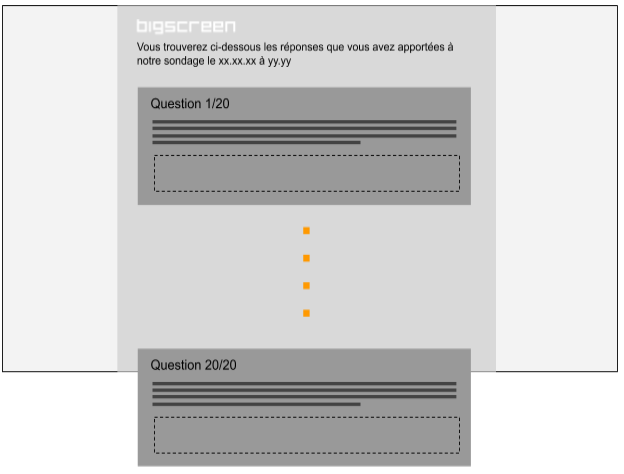 bigscreen
Vous trouverez ci-dessous les réponses que vous avez apportées à
notre sondage le xx.xx.xx à yy.yy
Question 1/20
Question 20/20